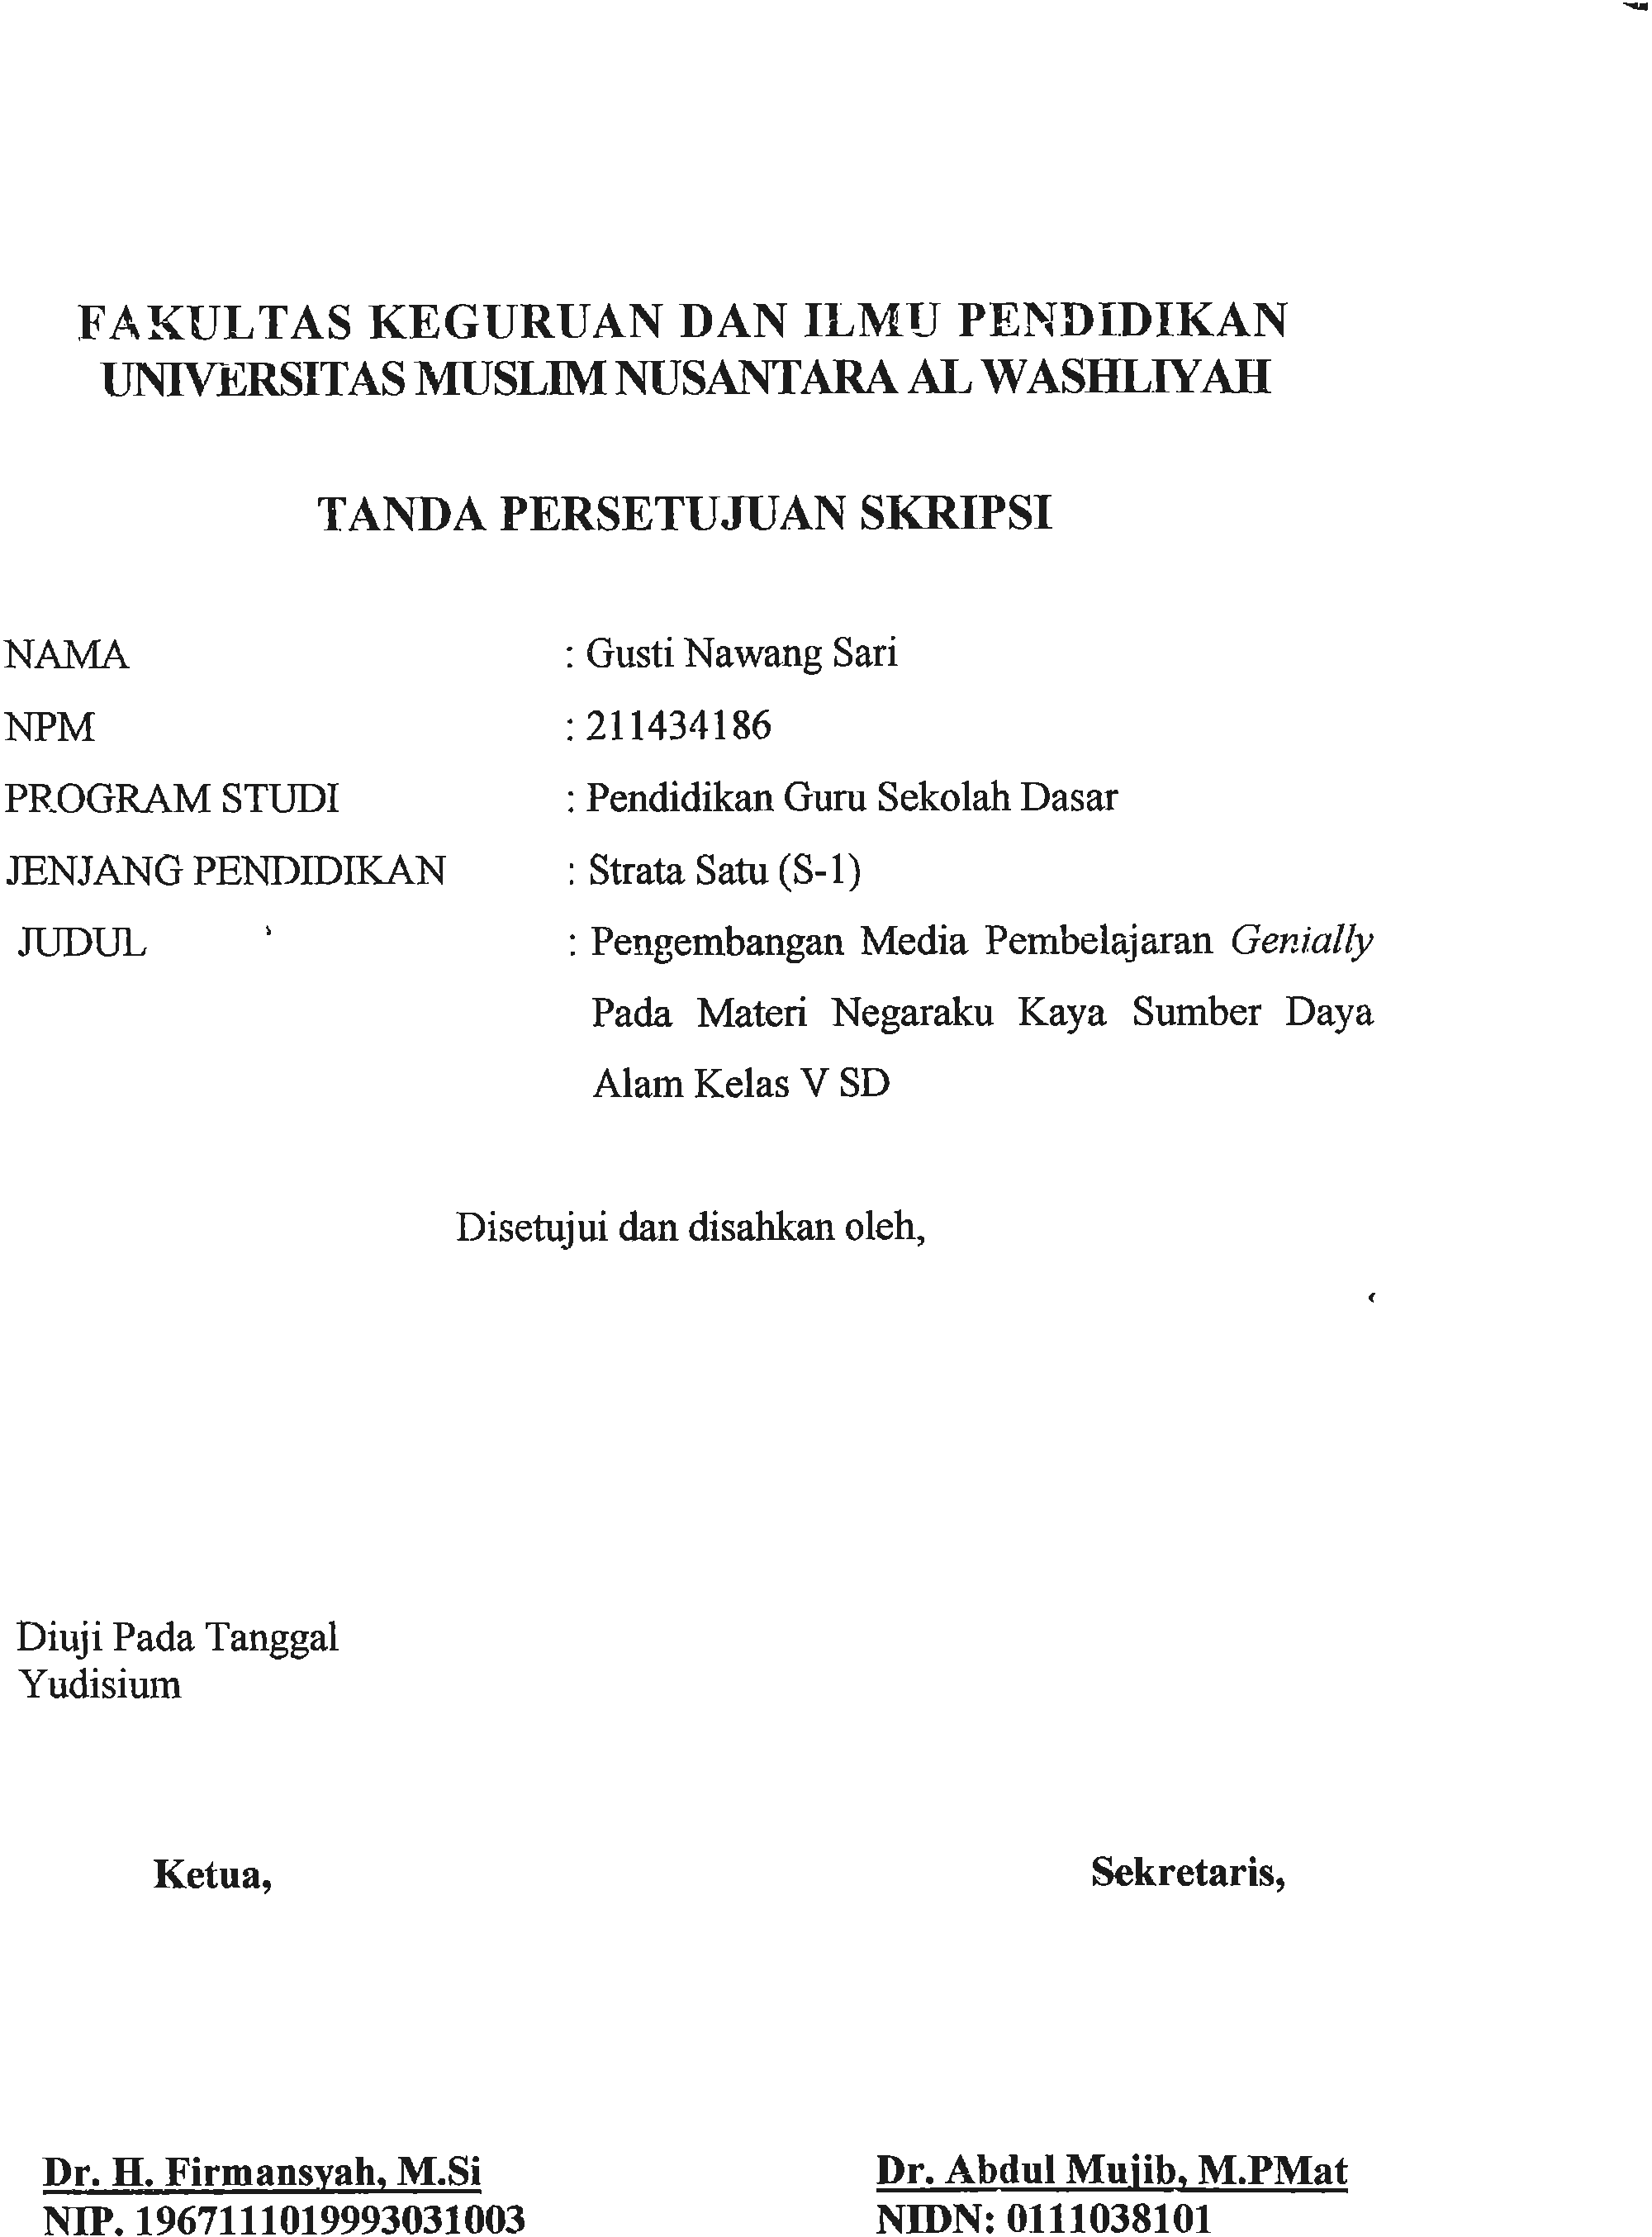 FAKULTAS KEGURUAN DAN ILMU PENDIDIKAN
UNIVERSITAS MUSLIM NUSANTARA AL WASHLIYAH
TANDA PERSETUJUAN SKRIPSI
NAMA : Gusti Nawang Sari
NPM : 211434186
PROGRAM STUDI : Pendidikan Guru Sekolah Dasar
JENJANG PENDIDIKAN : Strata Satu (S-1)
JUDUL : Pengembangan Media Pembelajaran Genially
Pada Materi Negaraku Kaya Sumber Daya
Alam Kelas V SD
Disetujui dan disahkan oleh,
Diuji Pada Tanggal
Yudisium
Ketua, Sekretaris,
Dr. H. Firmansyah, M.Si Dr. Abdul Mujib, M.PMat
NIP. 1967111019993031003 NIDN: 0111038101